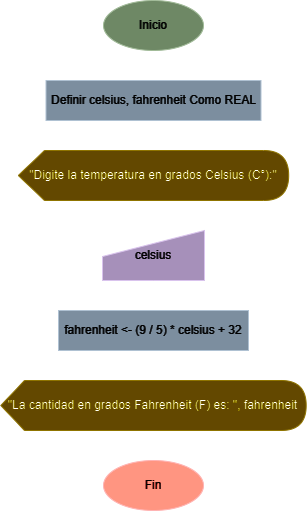 Inicio
Definir celsius, fahrenheit Como REAL
"Digite la temperatura en grados Celsius (C°):"
celsius
fahrenheit <- (9 / 5) * celsius + 32
"La cantidad en grados Fahrenheit (F) es: ", fahrenheit
Fin